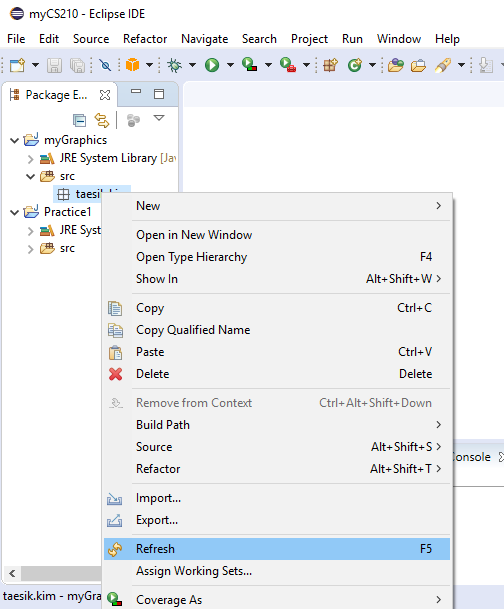 myCS210 - Eclipse IDE
File Edit Source Refactor Navigate Search Project Run Window Help
Package E...
myGraphics
JRE System Library [Jav
src
taesik.kim
Practice1
JRE Syst
src
New
Open in New Window
Open Type Hierarchy F4
Show In Alt+Shift+W
Copy Ctrl+C
Copy Qualified Name
Paste Ctrl+V
Delete Delete
Remove from Context Ctrl+Alt+Shift+Down
Build Path
Source Alt+Shift+S
Refactor Alt+Shift+T
Import...
Export...
Refresh F5
Assign Working Sets...
Coverage As
onsole
taesik.kim - myGra